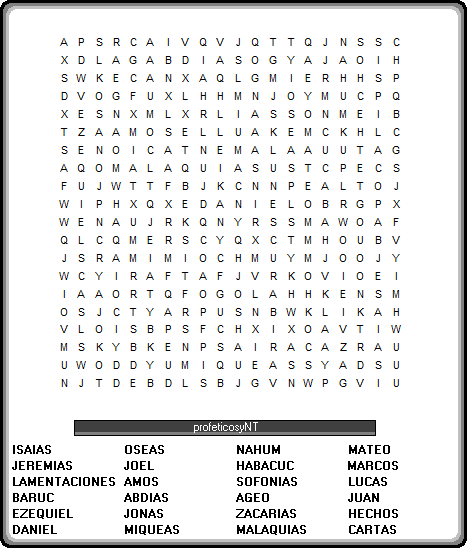 A P S R C A I V Q V J Q T T Q J N S S C
X D L A G A B D I A S O G Y A J A O I H
S W K E C A N X A Q L G M I E R H H S P
D V O G F U X L H H M N J O Y M U C P Q
X E S N X M L X R L I A S S O N M E I B
T Z A A M O S E L L U A K E M C K H L C
S E N O I C A T N E M A L A A U U T A G
A Q O M A L A Q U I A S U S T C P E C S
F U J W T T F B J K C N N P E A L T O J
W I P H X Q X E D A N I E L O B R G P X
W E N A U J R K Q N Y R S S M A W O A F
Q L C Q M E R S C Y Q X C T M H O U B V
J S R A M I M I O C H M U Y M J O O J Y
W C Y I R A F T A F J V R K O V I O E I
I A A O R T Q F O G O L A H H K E N S M
O S J C T Y A R P U S N B W K L I K A H
V L O I S B P S F C H X I X O A V T I W
M S K Y B K E N P S A I R A C A Z R A U
U W O D D Y U M I Q U E A S S Y A D S U
N J T D E B D L S B J G V N W P G V I U
profeticosyNT
ISAIAS OSEAS NAHUM MATEO
JEREMIAS JOEL HABACUC MARCOS
LAMENTACIONES AMOS SOFONIAS LUCAS
BARUC ABDIAS AGEO JUAN
EZEQUIEL JONAS ZACARIAS HECHOS
DANIEL MIQUEAS MALAQUIAS CARTAS